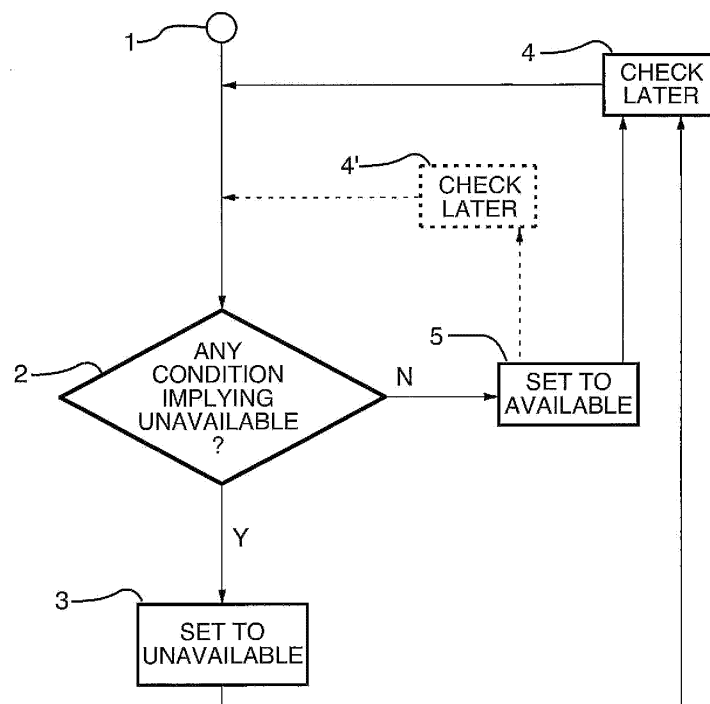 1
4
CHECK
LATER
4'
CHECK
LATER
2
ANY
CONDITION
IMPLYING
UNAVAILABLE
?
N
5
SET TO
AVAILABLE
Y
3
SET TO
UNAVAILABLE